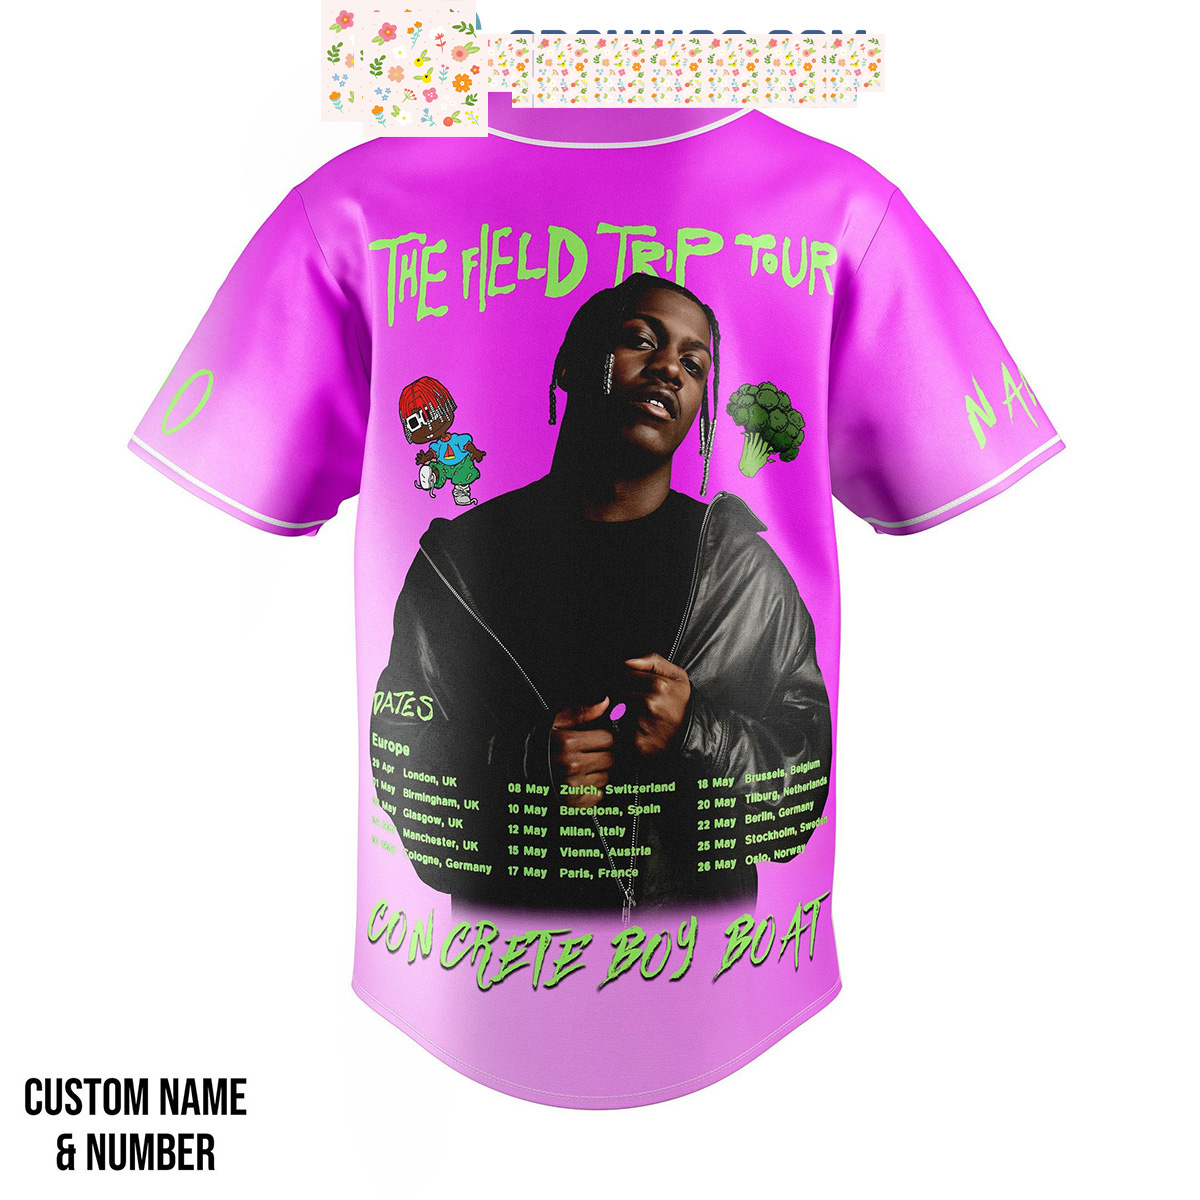 THE FIELD TRIP TOUR
DATES
Europe
29 Apr London, UK
01 May Birmingham, UK
May Glasgow, UK
Manchester, UK
Cologne, Germany
08 May Zurich, Switzerland
10 May Barcelona, Spain
12 May Milan, Italy
15 May Vienna, Austria
17 May Paris, France
18 May Brussels, Belgium
20 May Tilburg, Netherlands
22 May Berlin, Germany
25 May Stockholm, Sweden
26 May Oslo, Norway
CONCRETE BOY BOAT
CUSTOM NAME
& NUMBER